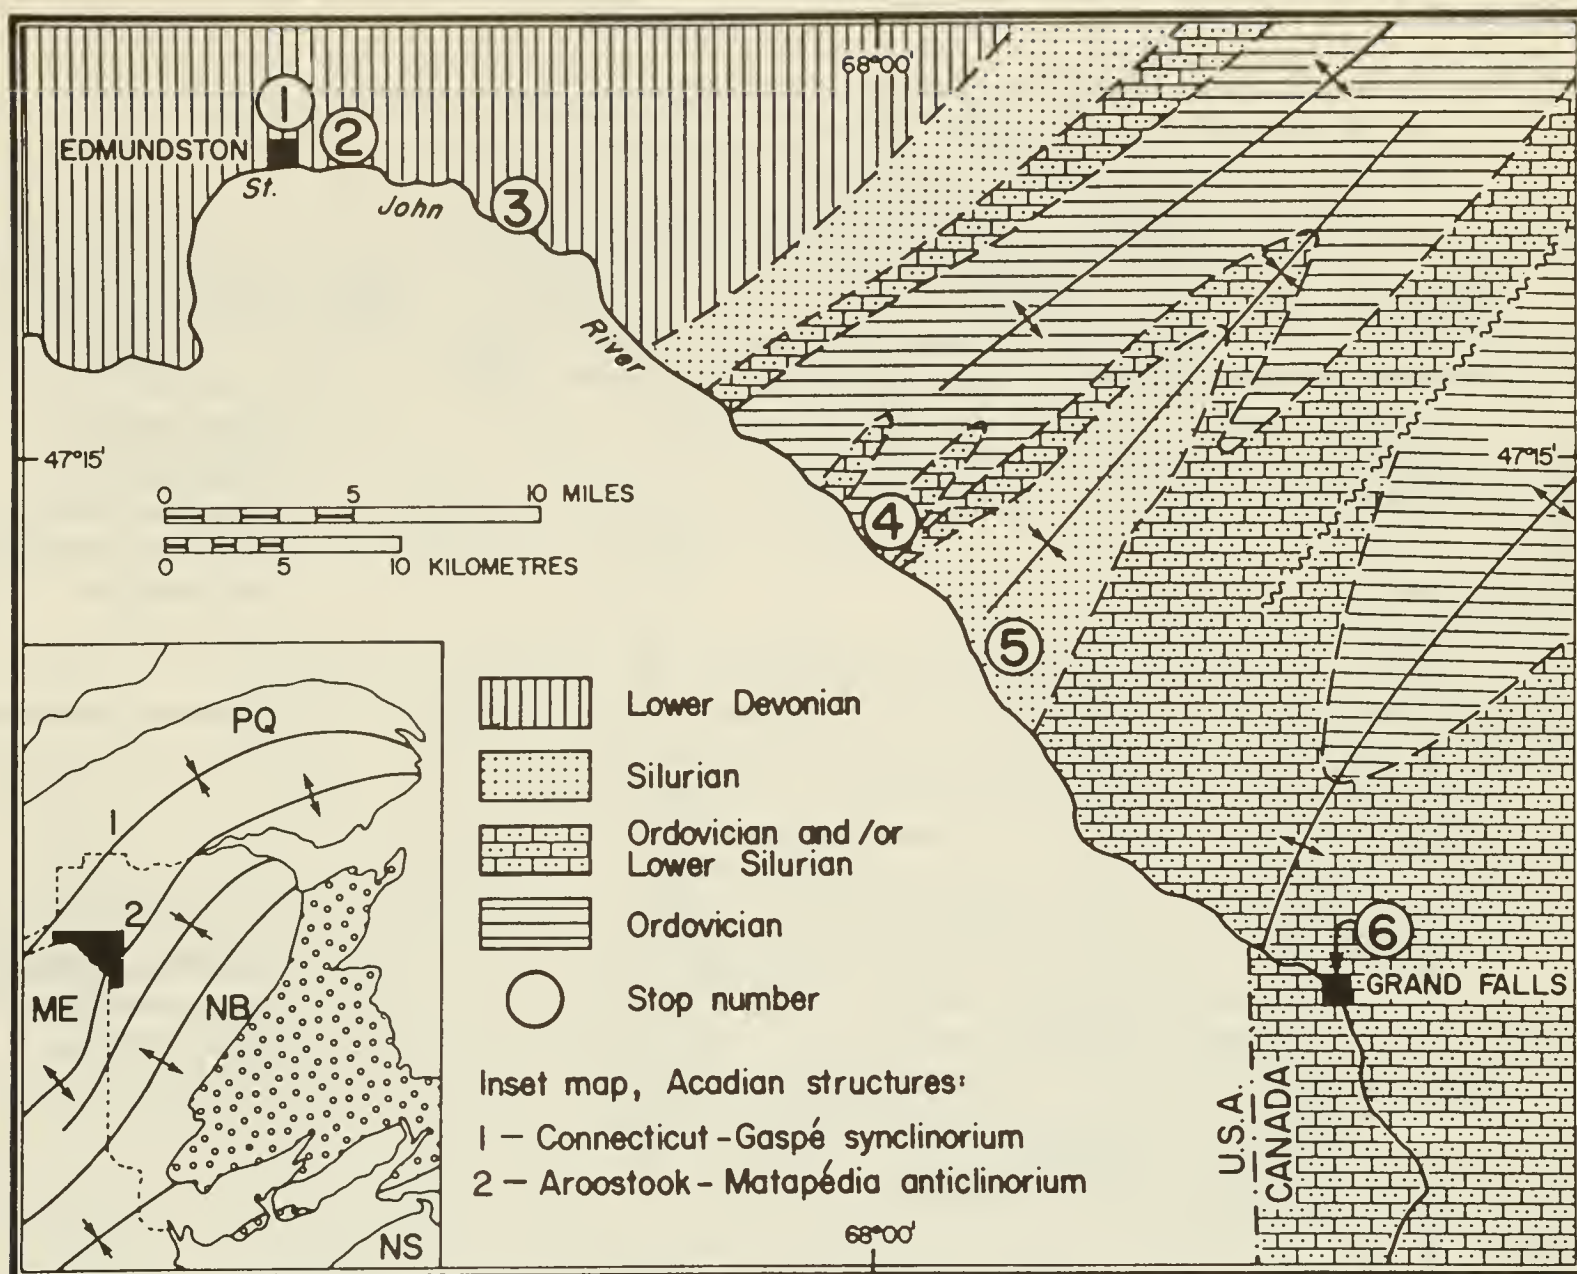 68°00'
1
2
EDMUNDSTON
St. John River
3
47°15'
47°15'
0 5 10 MILES
0 5 10 KILOMETRES
4
5
6
GRAND FALLS
U.S.A.
CANADA
PQ
1
2
ME
NB
NS
Lower Devonian
Silurian
Ordovician and/or
Lower Silurian
Ordovician
Stop number
Inset map, Acadian structures:
1 – Connecticut-Gaspé synclinorium
2 – Aroostook-Matapédia anticlinorium
68°00'